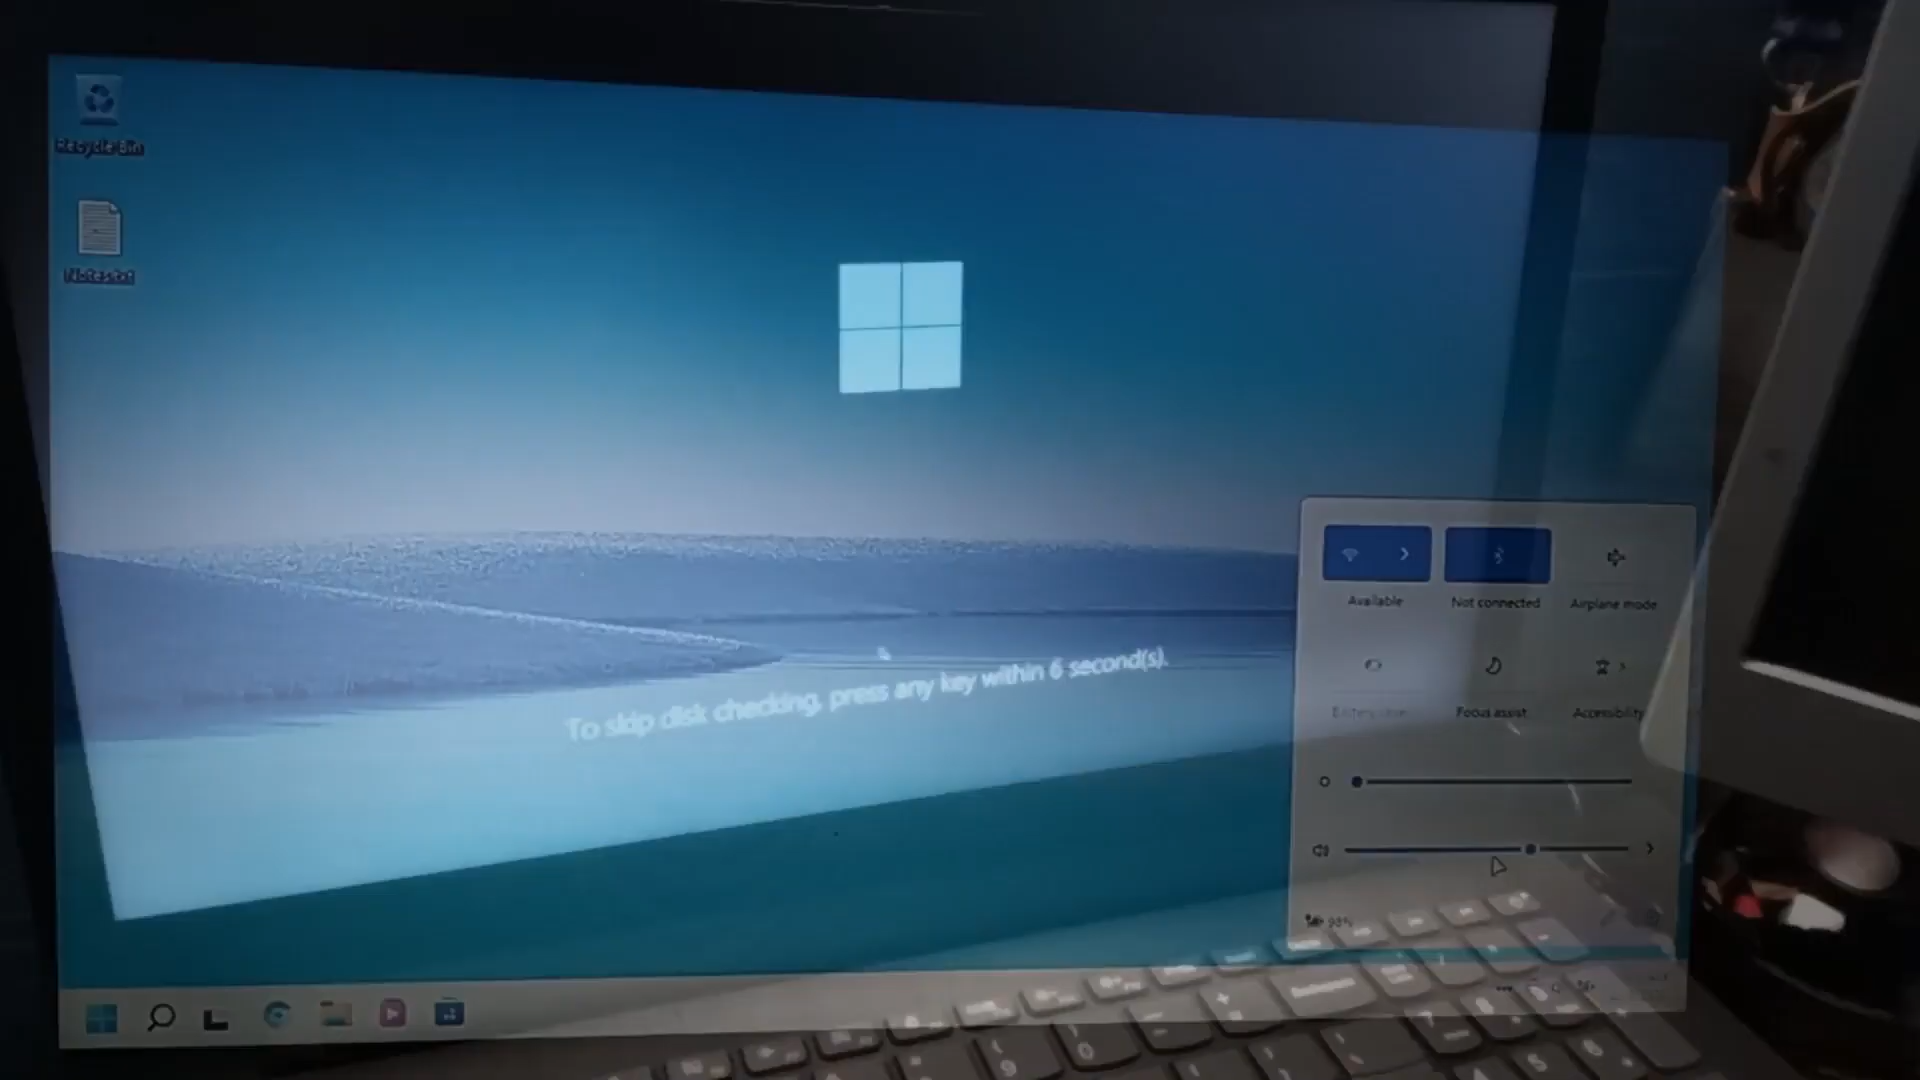 Recycle Bin
To skip disk checking, press any key within 6 second(s).
Available
Not connected
Airplane mode
Focus assist
Accessibility
98%